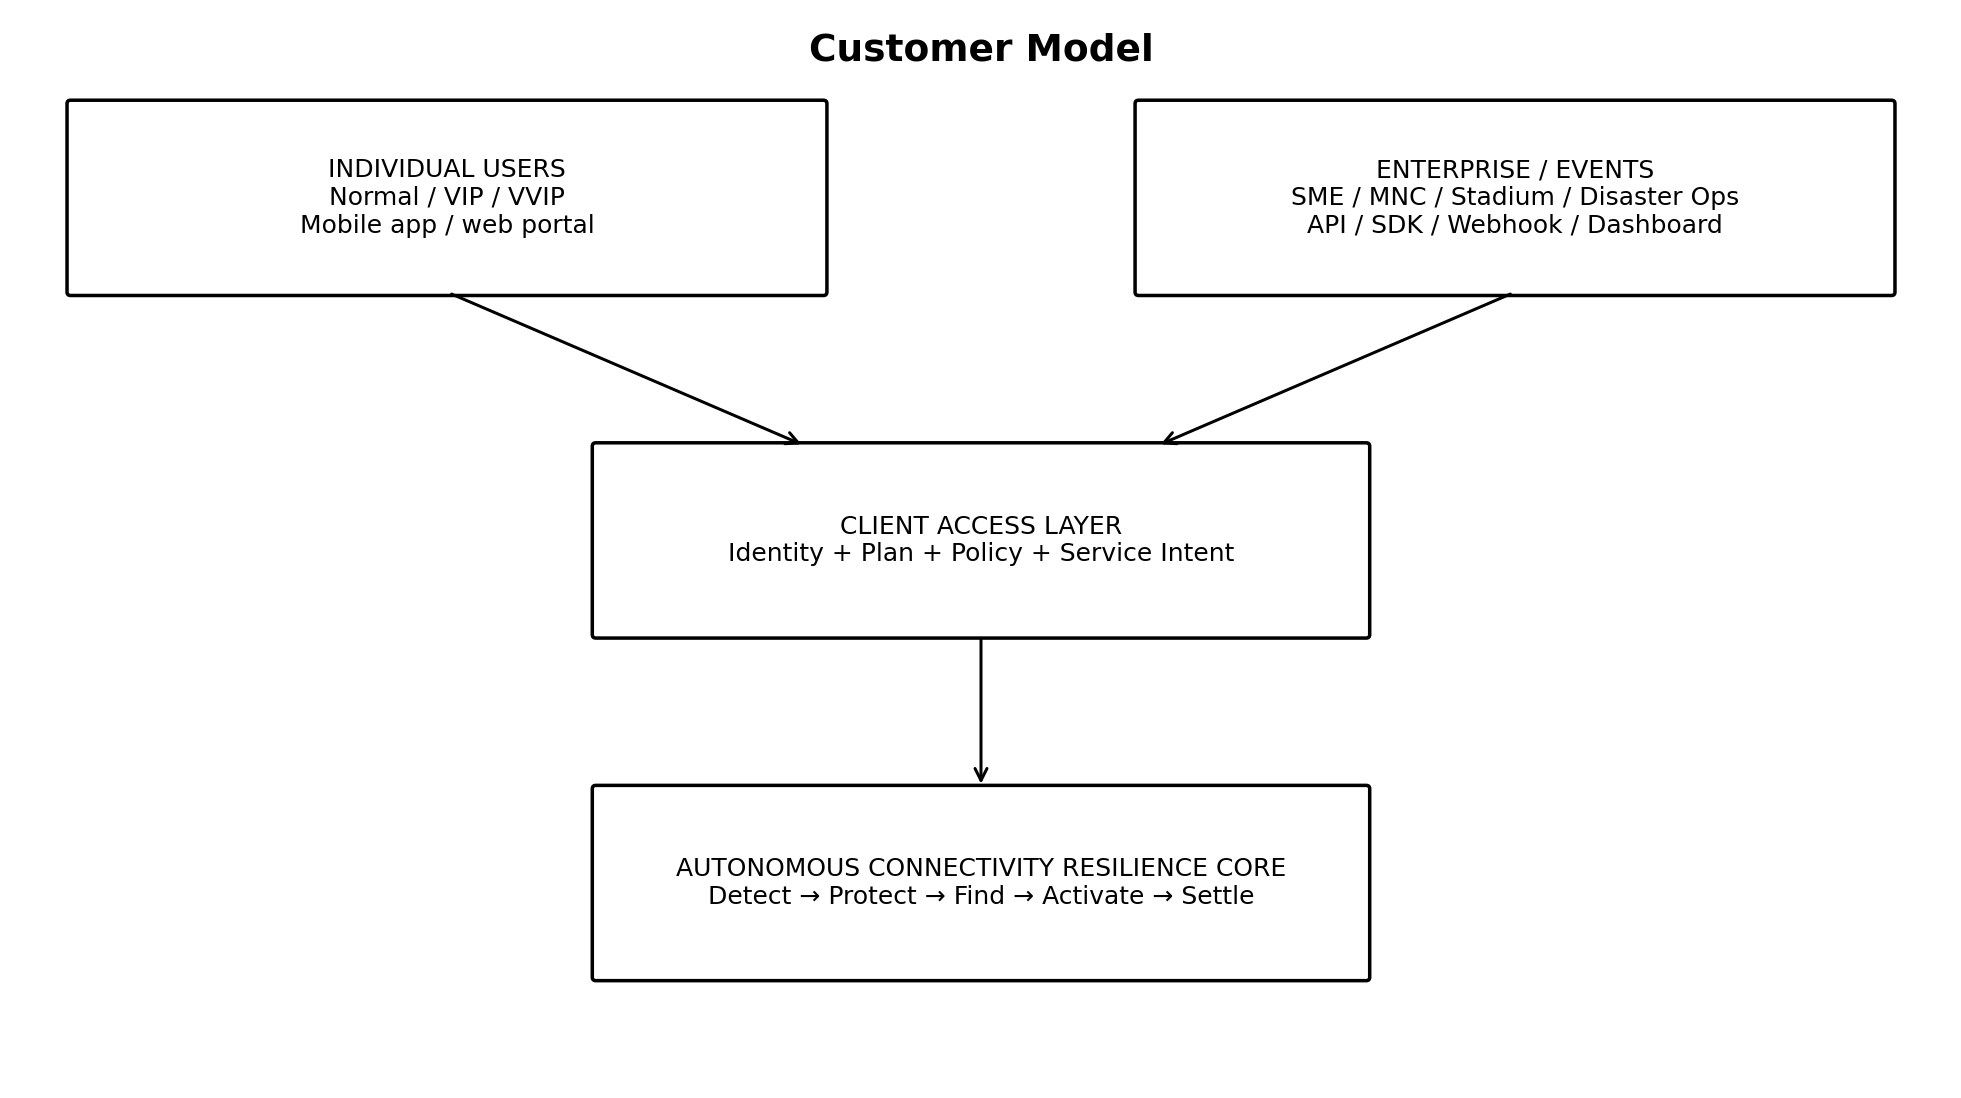 Customer Model
INDIVIDUAL USERS
Normal / VIP / VVIP
Mobile app / web portal
ENTERPRISE / EVENTS
SME / MNC / Stadium / Disaster Ops
API / SDK / Webhook / Dashboard
CLIENT ACCESS LAYER
Identity + Plan + Policy + Service Intent
AUTONOMOUS CONNECTIVITY RESILIENCE CORE
Detect → Protect → Find → Activate → Settle